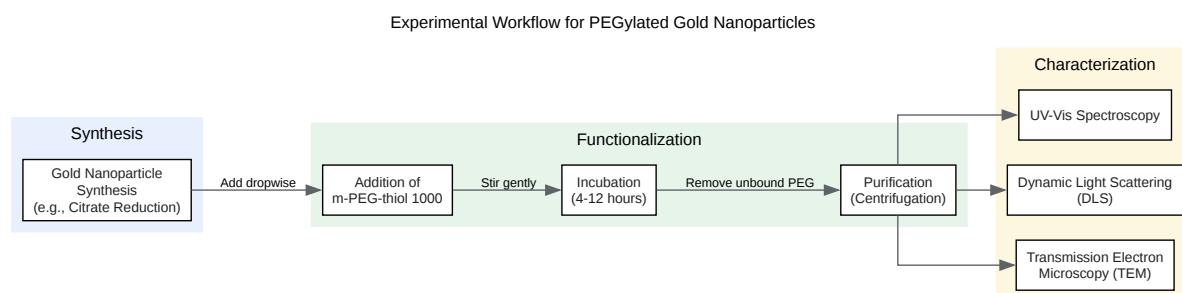 Experimental Workflow for PEGylated Gold Nanoparticles
Synthesis
Gold Nanoparticle
Synthesis
(e.g., Citrate Reduction)
Add dropwise
Functionalization
Addition of
m-PEG-thiol 1000
Stir gently
Incubation
(4-12 hours)
Remove unbound PEG
Purification
(Centrifugation)
Characterization
UV-Vis Spectroscopy
Dynamic Light Scattering
(DLS)
Transmission Electron
Microscopy (TEM)